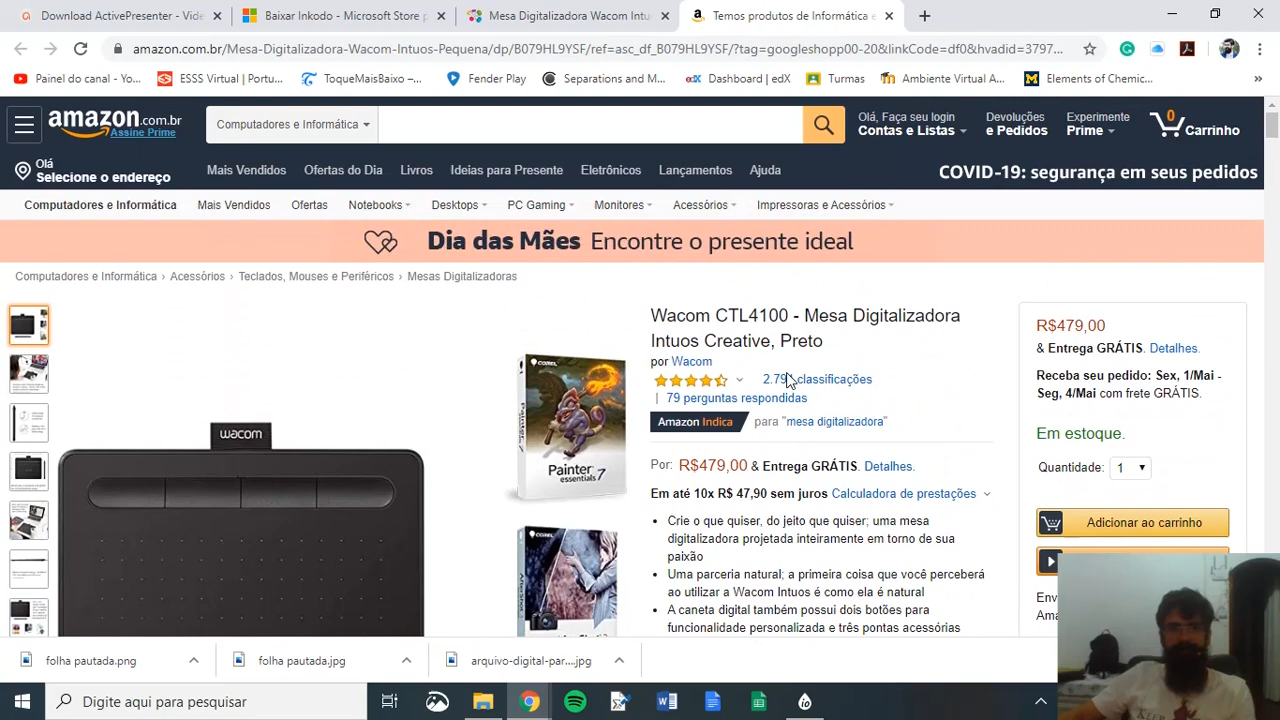 Download ActivePresenter - Vide
Baixar Inkodo - Microsoft Store p
Mesa Digitalizadora Wacom Intu
Temos produtos de Informática e
amazon.com.br/Mesa-Digitalizadora-Wacom-Intuos-Pequena/dp/B079HL9YSF/ref=asc_df_B079HL9YSF/?tag=googleshopp00-20&linkCode=df0&hvadid=3797...
Painel do canal - Yo...
ESSS Virtual | Portu...
ToqueMaisBaixo –...
Fender Play
Separations and M...
Dashboard | edX
Turmas
Ambiente Virtual A...
Elements of Chemic...
amazon.com.br
Assine Prime
Computadores e Informática
Olá, Faça seu login
Contas e Listas
Devoluções
e Pedidos
Experimente
Prime
0
Carrinho
Olá
Selecione o endereço
Mais Vendidos
Ofertas do Dia
Livros
Ideias para Presente
Eletrônicos
Lançamentos
Ajuda
COVID-19: segurança em seus pedidos
Computadores e Informática
Mais Vendidos
Ofertas
Notebooks
Desktops
PC Gaming
Monitores
Acessórios
Impressoras e Acessórios
Dia das Mães Encontre o presente ideal
Computadores e Informática › Acessórios › Teclados, Mouses e Periféricos › Mesas Digitalizadoras
wacom
COREL
Painter
essentials 7
COREL
Wacom CTL4100 - Mesa Digitalizadora
Intuos Creative, Preto
por Wacom
classificações
| 79 perguntas respondidas
Amazon Indica para "mesa digitalizadora"
Por: R$479,00 & Entrega GRÁTIS. Detalhes.
Em até 10x R$ 47,90 sem juros Calculadora de prestações
• Crie o que quiser, do jeito que quiser; uma mesa
digitalizadora projetada inteiramente em torno de sua
paixão
• Uma parceria natural; a primeira coisa que você perceberá
ao utilizar a Wacom Intuos é como ela é natural
• A caneta digital também possui dois botões para
funcionalidade personalizada e três pontas acessórias
R$479,00
& Entrega GRÁTIS. Detalhes.
Receba seu pedido: Sex, 1/Mai -
Seg, 4/Mai com frete GRÁTIS.
Em estoque.
Quantidade: 1
Adicionar ao carrinho
folha pautada.png
folha pautada.jpg
arquivo-digital-par....jpg
Digite aqui para pesquisar